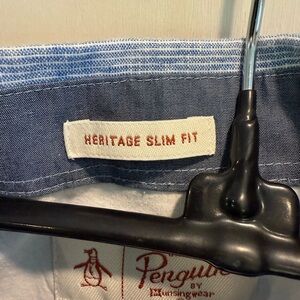 HERITAGE SLIM FIT
Penguin
BY
Munsingwear